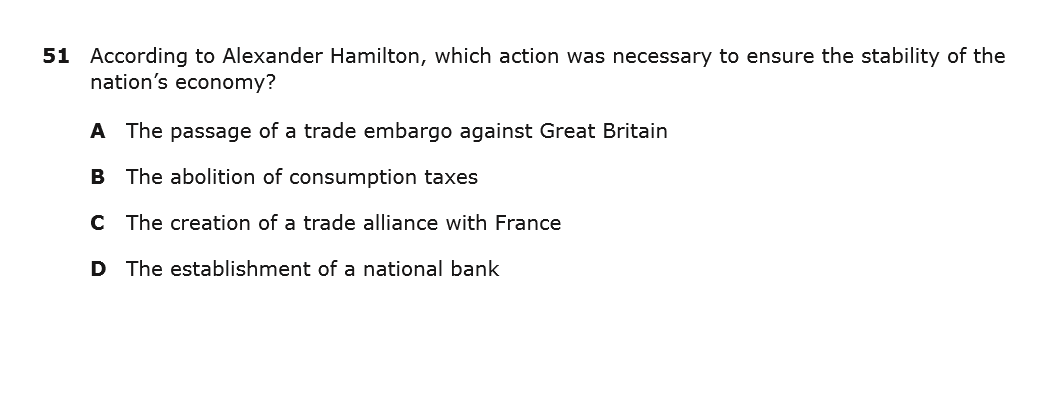 51 According to Alexander Hamilton, which action was necessary to ensure the stability of the
nation’s economy?
A The passage of a trade embargo against Great Britain
B The abolition of consumption taxes
C The creation of a trade alliance with France
D The establishment of a national bank